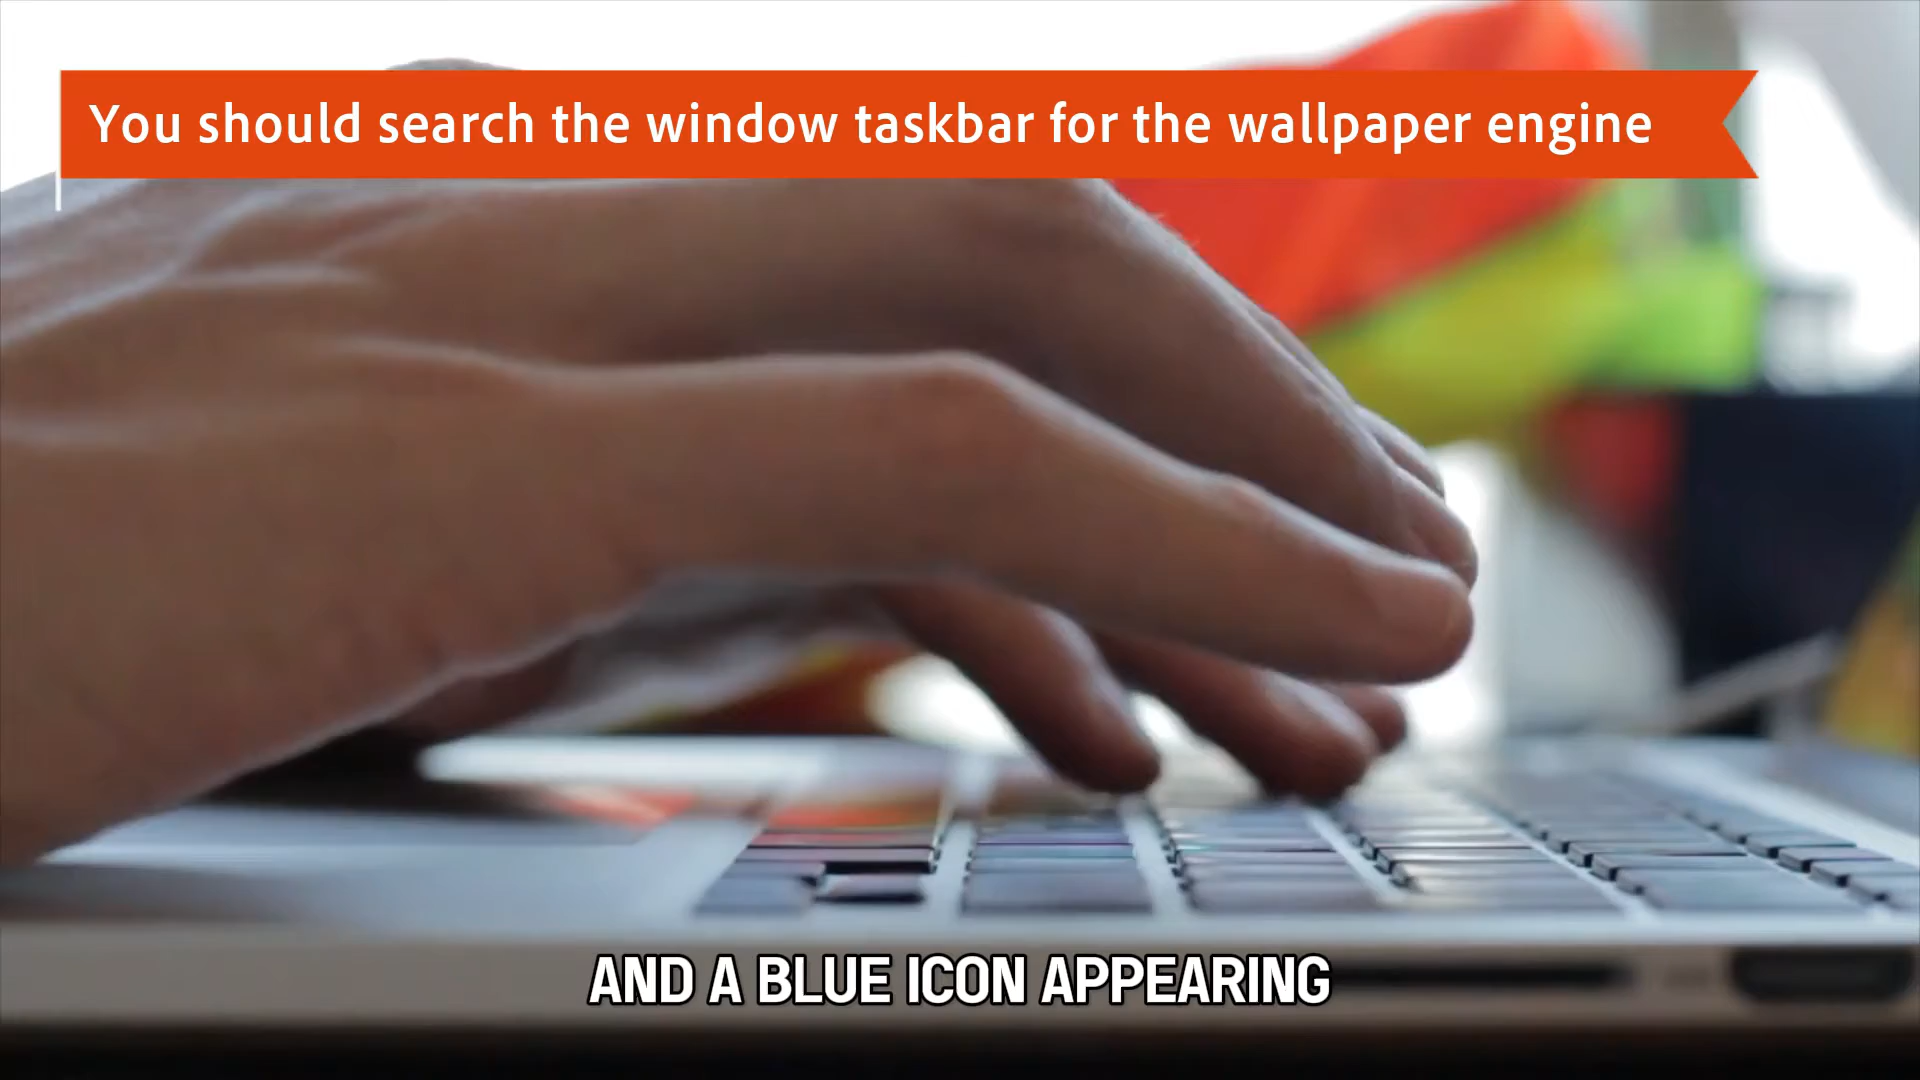 You should search the window taskbar for the wallpaper engine
AND A BLUE ICON APPEARING